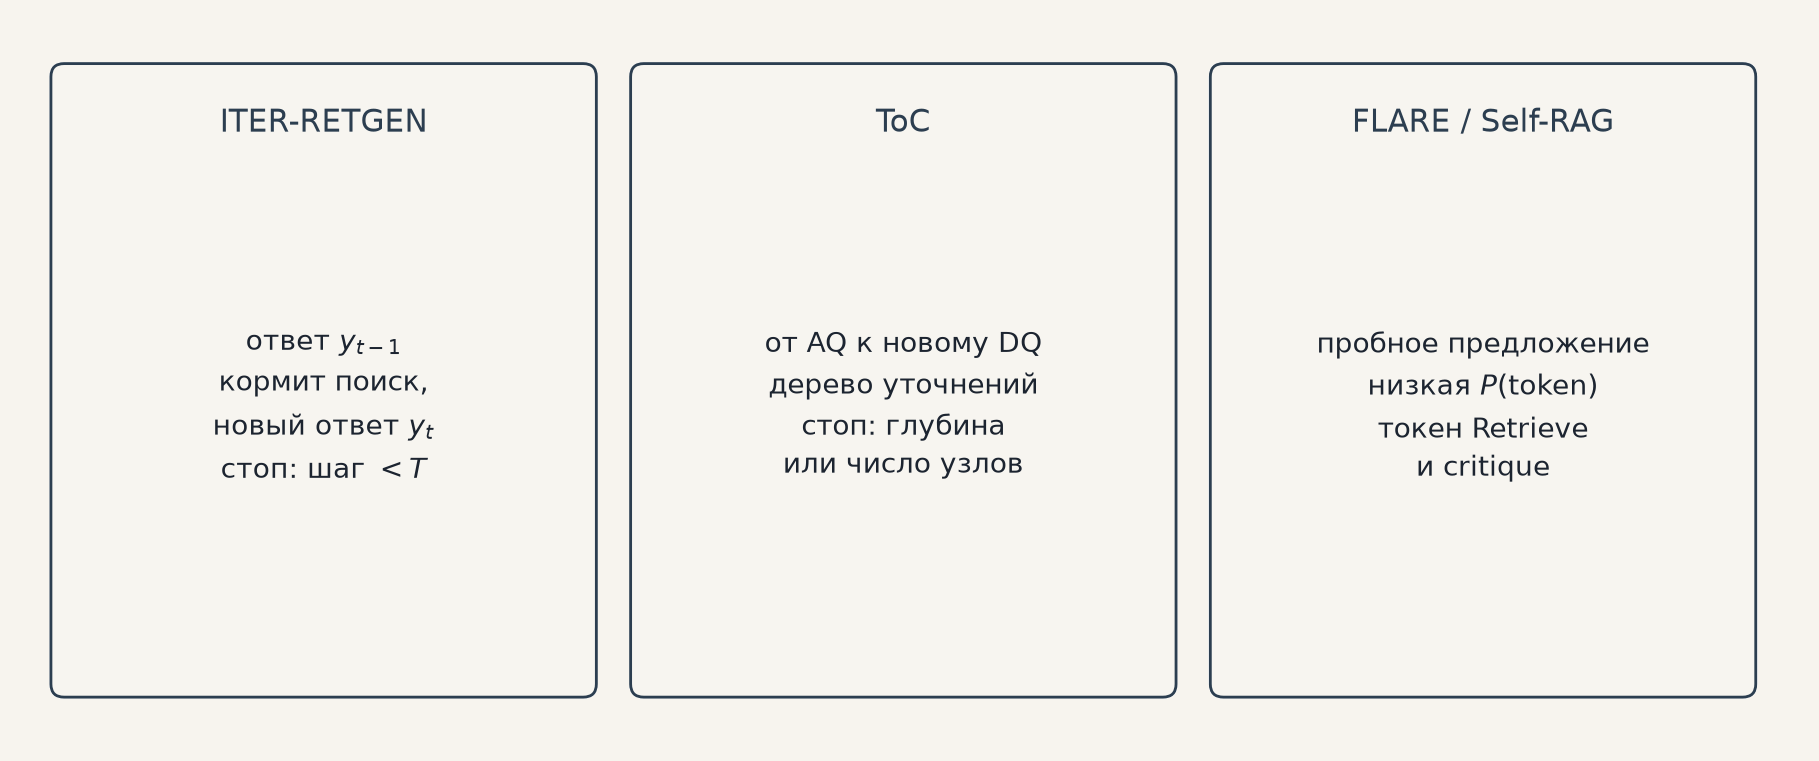 ITER-RETGEN
ответ y_{t−1}
кормит поиск,
новый ответ y_t
стоп: шаг < T
ToC
от AQ к новому DQ
дерево уточнений
стоп: глубина
или число узлов
FLARE / Self-RAG
пробное предложение
низкая P(token)
токен Retrieve
и critique